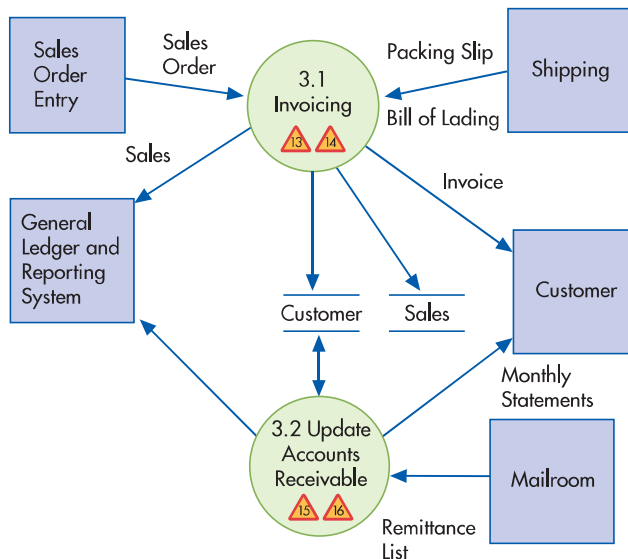 Sales
Order
Entry
Sales
Order
3.1
Invoicing
13 14
Packing Slip
Bill of Lading
Shipping
Sales
Invoice
General
Ledger and
Reporting
System
Customer
Sales
Customer
Monthly
Statements
3.2 Update
Accounts
Receivable
15 16
Mailroom
Remittance
List